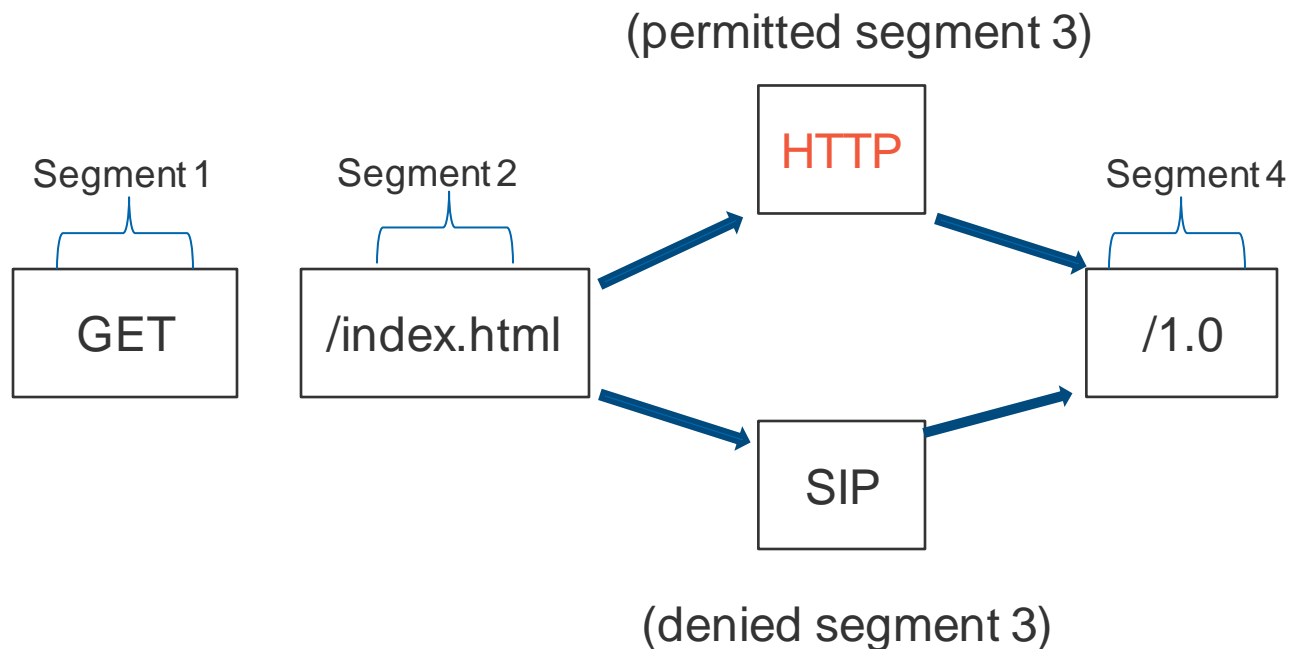 (permitted segment 3)
HTTP
Segment 1
Segment 2
Segment 4
GET
/index.html
/1.0
SIP
(denied segment 3)